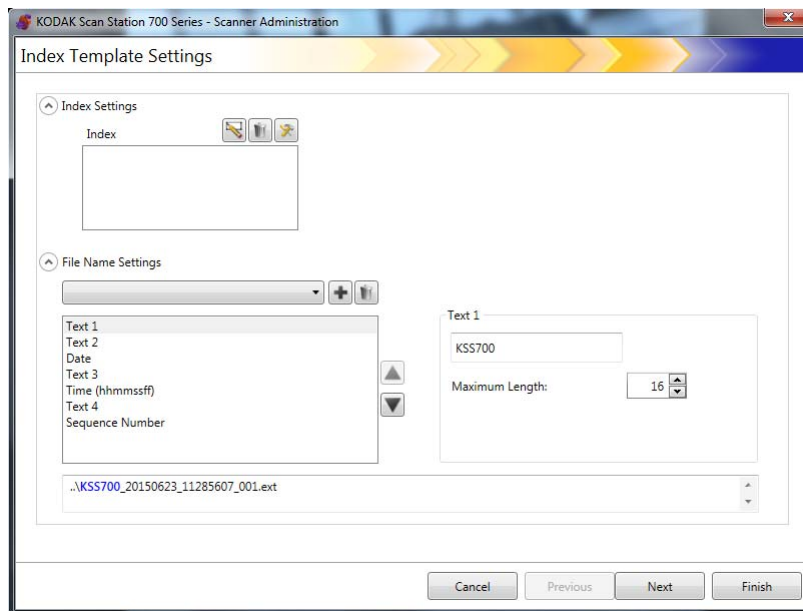 KODAK Scan Station 700 Series - Scanner Administration
Index Template Settings
Index Settings
Index
File Name Settings
Text 1
Text 2
Date
Text 3
Time (hhmmssff)
Text 4
Sequence Number
Text 1
KSS700
Maximum Length: 16
..\KSS700_20150623_11285607_001.ext
Cancel Previous Next Finish